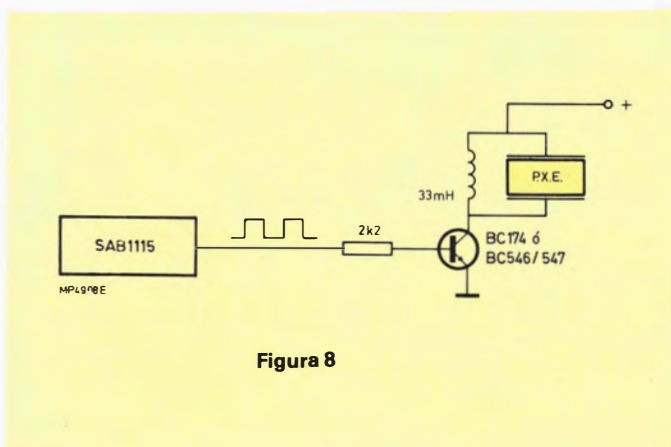 +
P.X.E.
33mH
2k2
BC174 ó
BC546/547
SAB1115
MP4908E
Figura 8